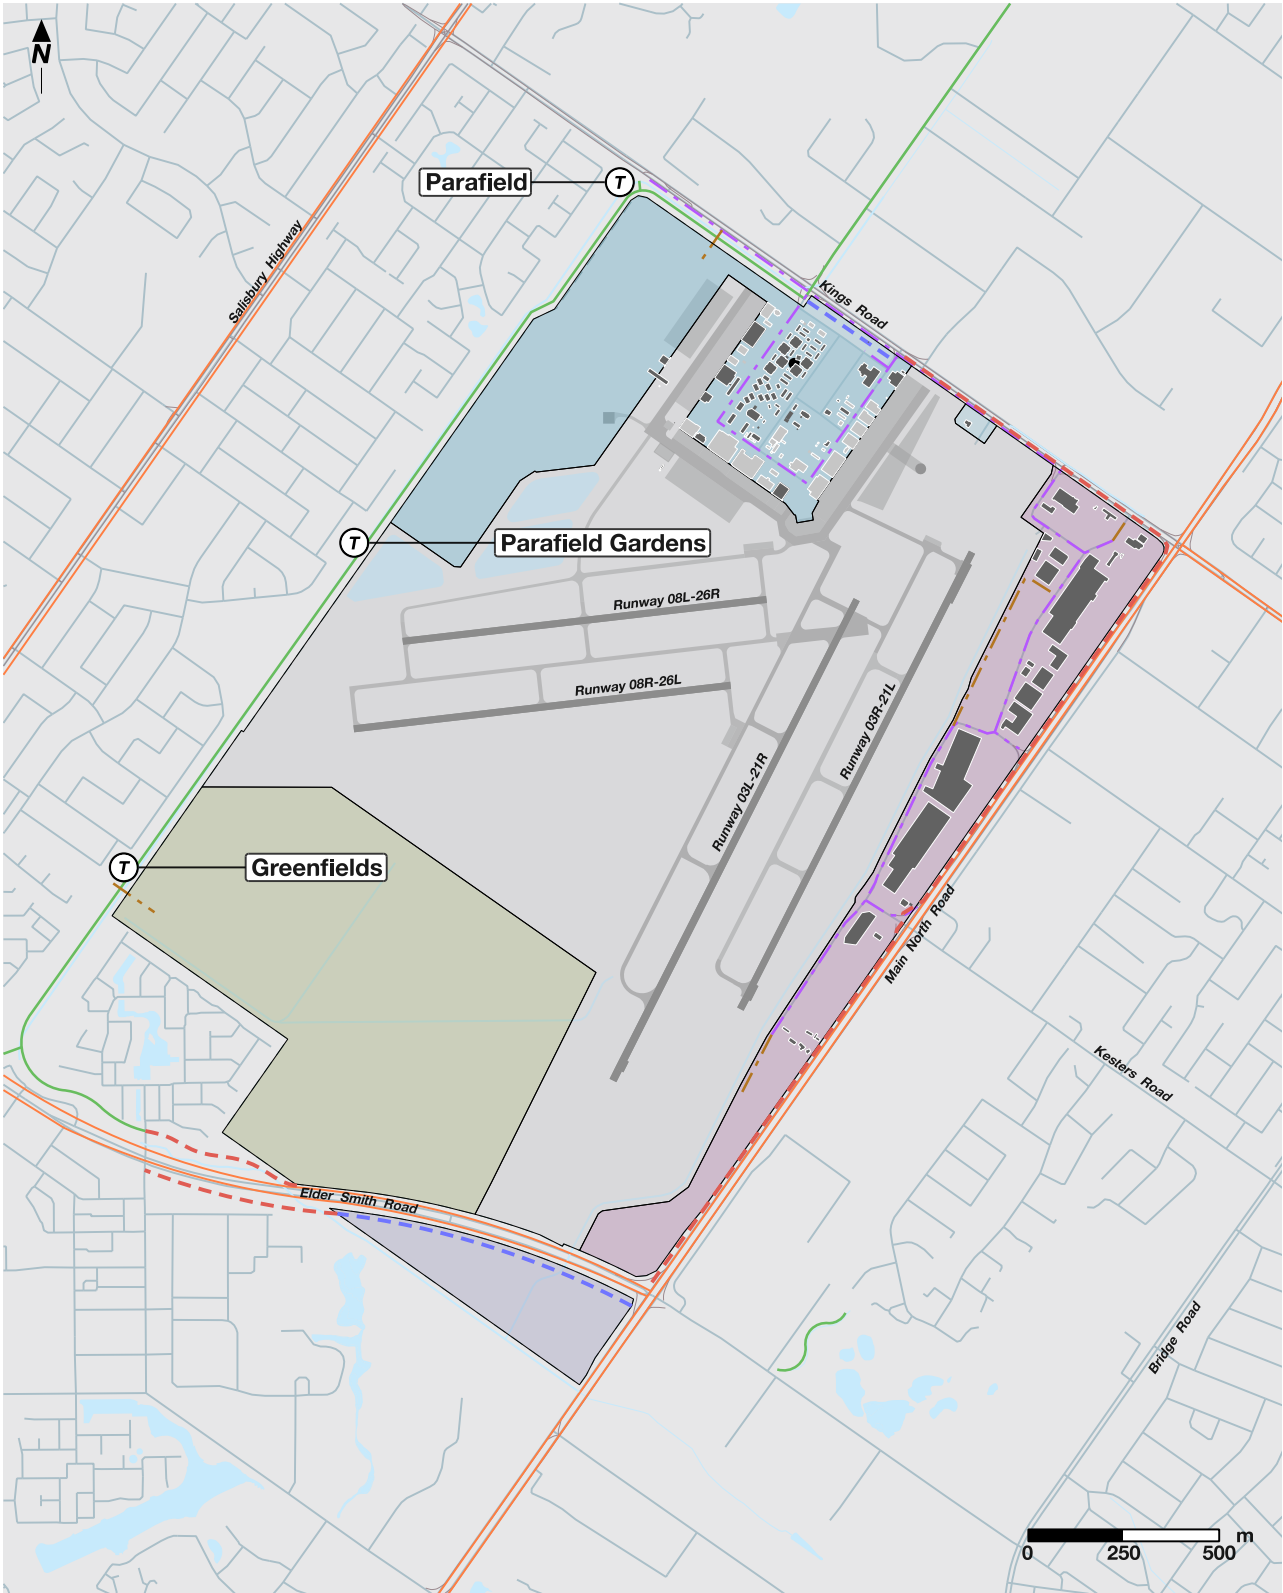 N
Parafield
T
Salisbury Highway
Kings Road
T
Parafield Gardens
Runway 08L-26R
Runway 08R-26L
Runway 03R-21L
Runway 03L-21R
T
Greenfields
Main North Road
Kesters Road
Elder Smith Road
Bridge Road
m
0 250 500